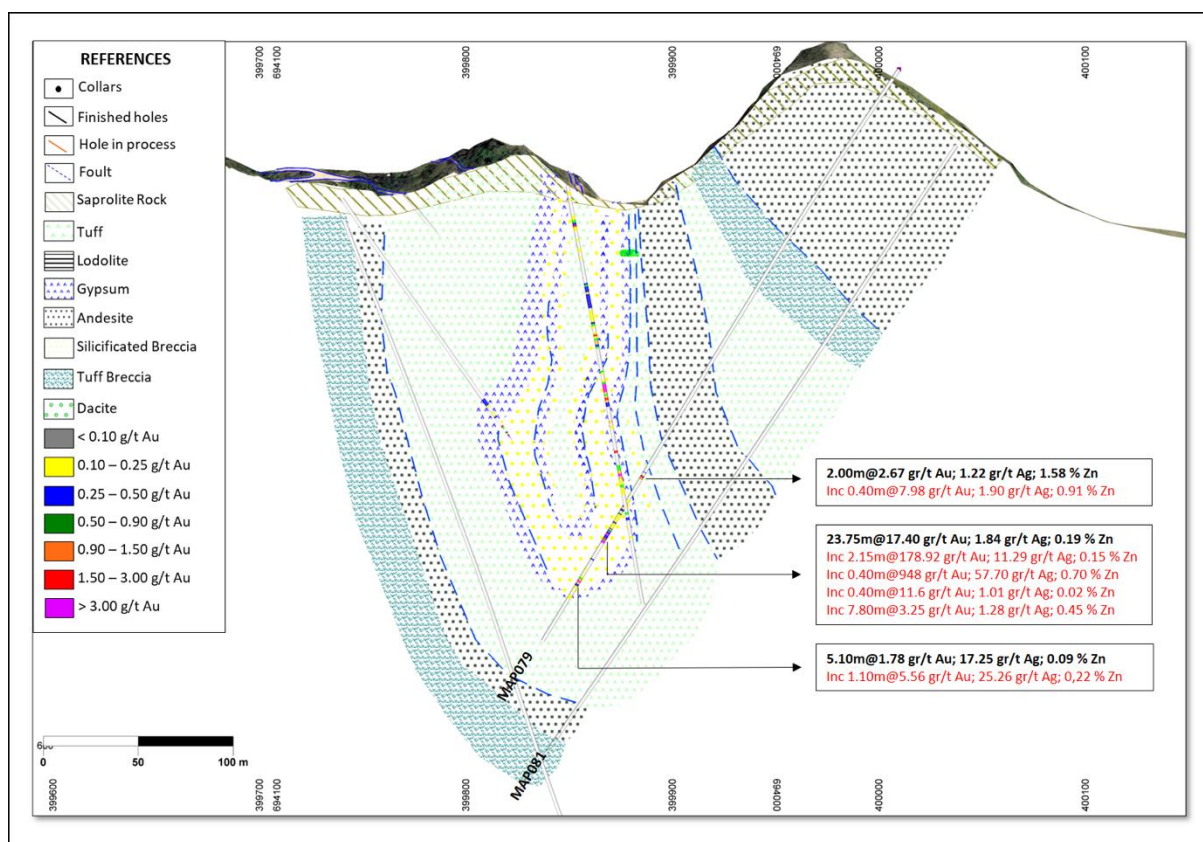 REFERENCES
Collars
Finished holes
Hole in process
Foult
Saprolite Rock
Tuff
Lodolite
Gypsum
Andesite
Silicificated Breccia
Tuff Breccia
Dacite
< 0.10 g/t Au
0.10 – 0.25 g/t Au
0.25 – 0.50 g/t Au
0.50 – 0.90 g/t Au
0.90 – 1.50 g/t Au
1.50 – 3.00 g/t Au
> 3.00 g/t Au
399700
694100
399800
399900
694000
400000
400100
2.00m@2.67 gr/t Au; 1.22 gr/t Ag; 1.58 % Zn
Inc 0.40m@7.98 gr/t Au; 1.90 gr/t Ag; 0.91 % Zn
23.75m@17.40 gr/t Au; 1.84 gr/t Ag; 0.19 % Zn
Inc 2.15m@178.92 gr/t Au; 11.29 gr/t Ag; 0.15 % Zn
Inc 0.40m@948 gr/t Au; 57.70 gr/t Ag; 0.70 % Zn
Inc 0.40m@11.6 gr/t Au; 1.01 gr/t Ag; 0.02 % Zn
Inc 7.80m@3.25 gr/t Au; 1.28 gr/t Ag; 0.45 % Zn
5.10m@1.78 gr/t Au; 17.25 gr/t Ag; 0.09 % Zn
Inc 1.10m@5.56 gr/t Au; 25.26 gr/t Ag; 0,22 % Zn
MAP079
MAP081
0 50 100 m
399600
399700
694100
399800
399900
694000
400000
400100